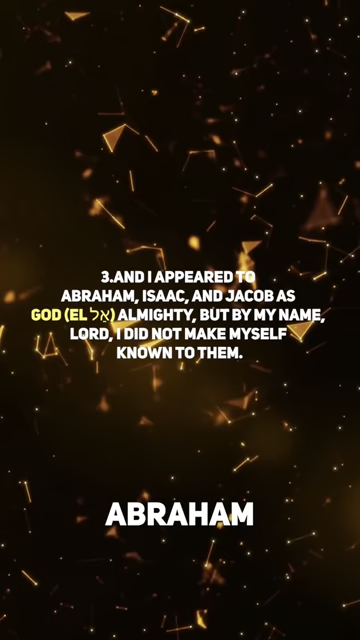 3.AND I APPEARED TO
ABRAHAM, ISAAC, AND JACOB AS
GOD (EL אֵל) ALMIGHTY, BUT BY MY NAME,
LORD, I DID NOT MAKE MYSELF
KNOWN TO THEM.
ABRAHAM